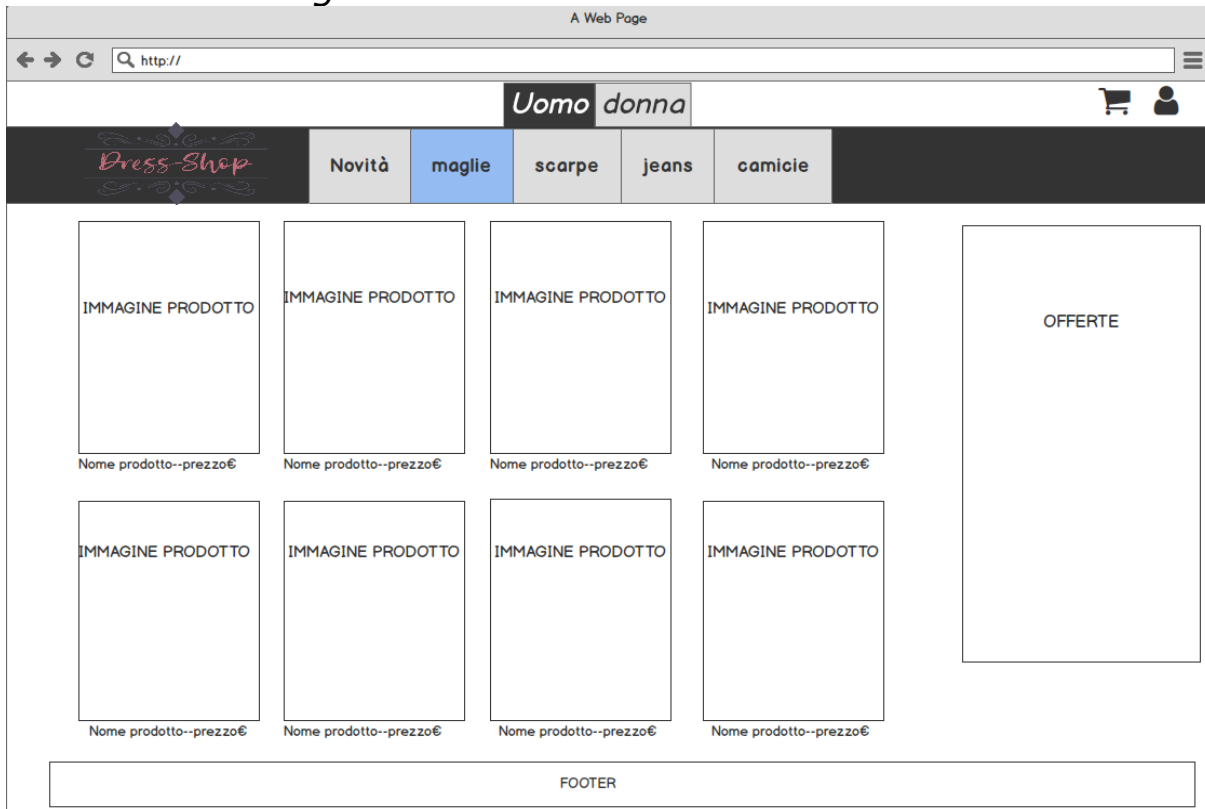 A Web Page
http://
Uomo donna
Dress-Shop
Novità maglie scarpe jeans camicie
IMMAGINE PRODOTTO IMMAGINE PRODOTTO IMMAGINE PRODOTTO IMMAGINE PRODOTTO
OFFERTE
Nome prodotto--prezzo€ Nome prodotto--prezzo€ Nome prodotto--prezzo€ Nome prodotto--prezzo€
IMMAGINE PRODOTTO IMMAGINE PRODOTTO IMMAGINE PRODOTTO IMMAGINE PRODOTTO
Nome prodotto--prezzo€ Nome prodotto--prezzo€ Nome prodotto--prezzo€ Nome prodotto--prezzo€
FOOTER